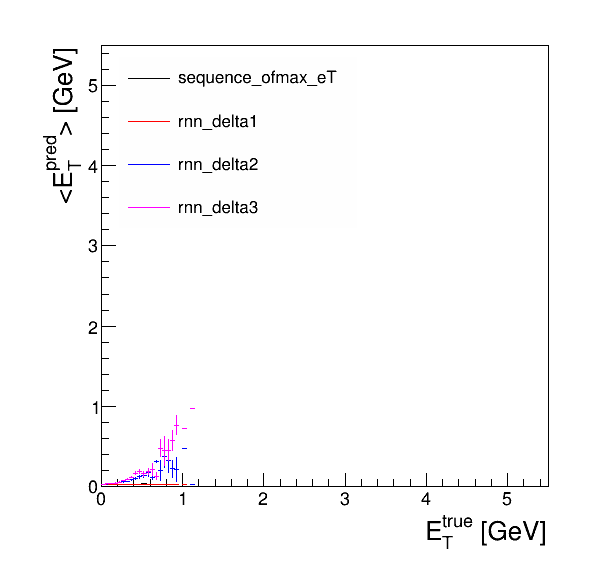 <E_T^pred> [GeV]
5
4
3
2
1
0
sequence_ofmax_eT
rnn_delta1
rnn_delta2
rnn_delta3
0 1 2 3 4 5
E_T^true [GeV]